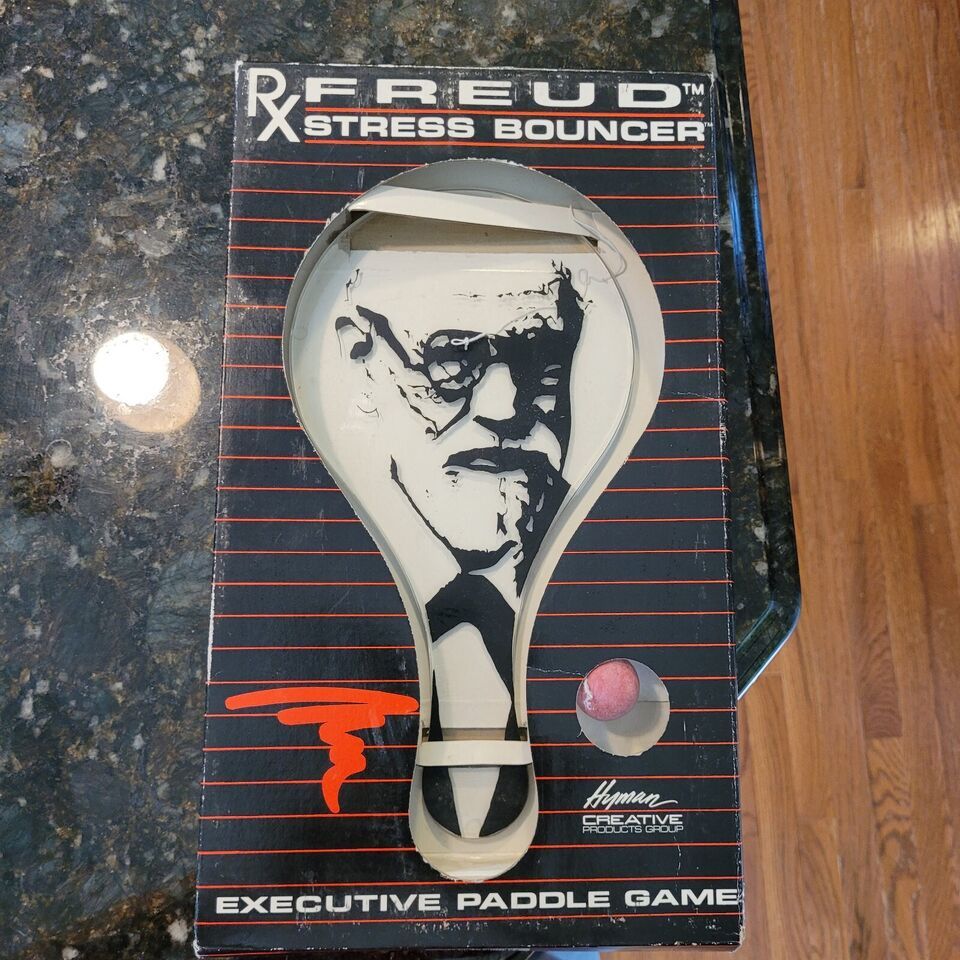 Rx FREUD™
STRESS BOUNCER™
Hyman
CREATIVE
PRODUCTS GROUP
EXECUTIVE PADDLE GAME